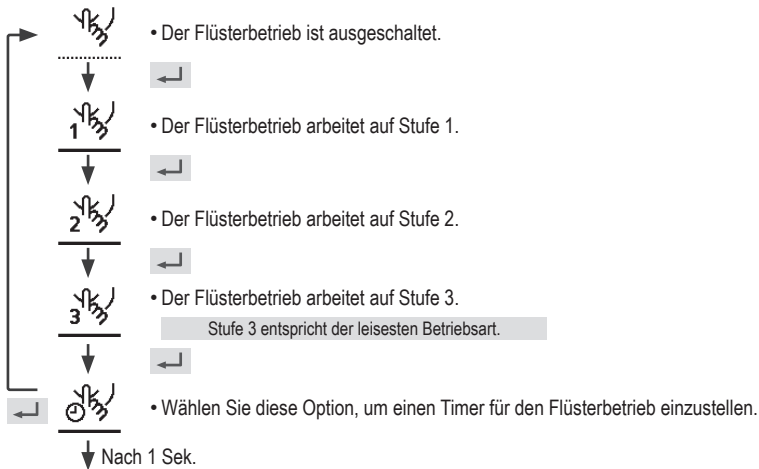 • Der Flüsterbetrieb ist ausgeschaltet.
1
• Der Flüsterbetrieb arbeitet auf Stufe 1.
2
• Der Flüsterbetrieb arbeitet auf Stufe 2.
3
• Der Flüsterbetrieb arbeitet auf Stufe 3.
Stufe 3 entspricht der leisesten Betriebsart.
• Wählen Sie diese Option, um einen Timer für den Flüsterbetrieb einzustellen.
Nach 1 Sek.